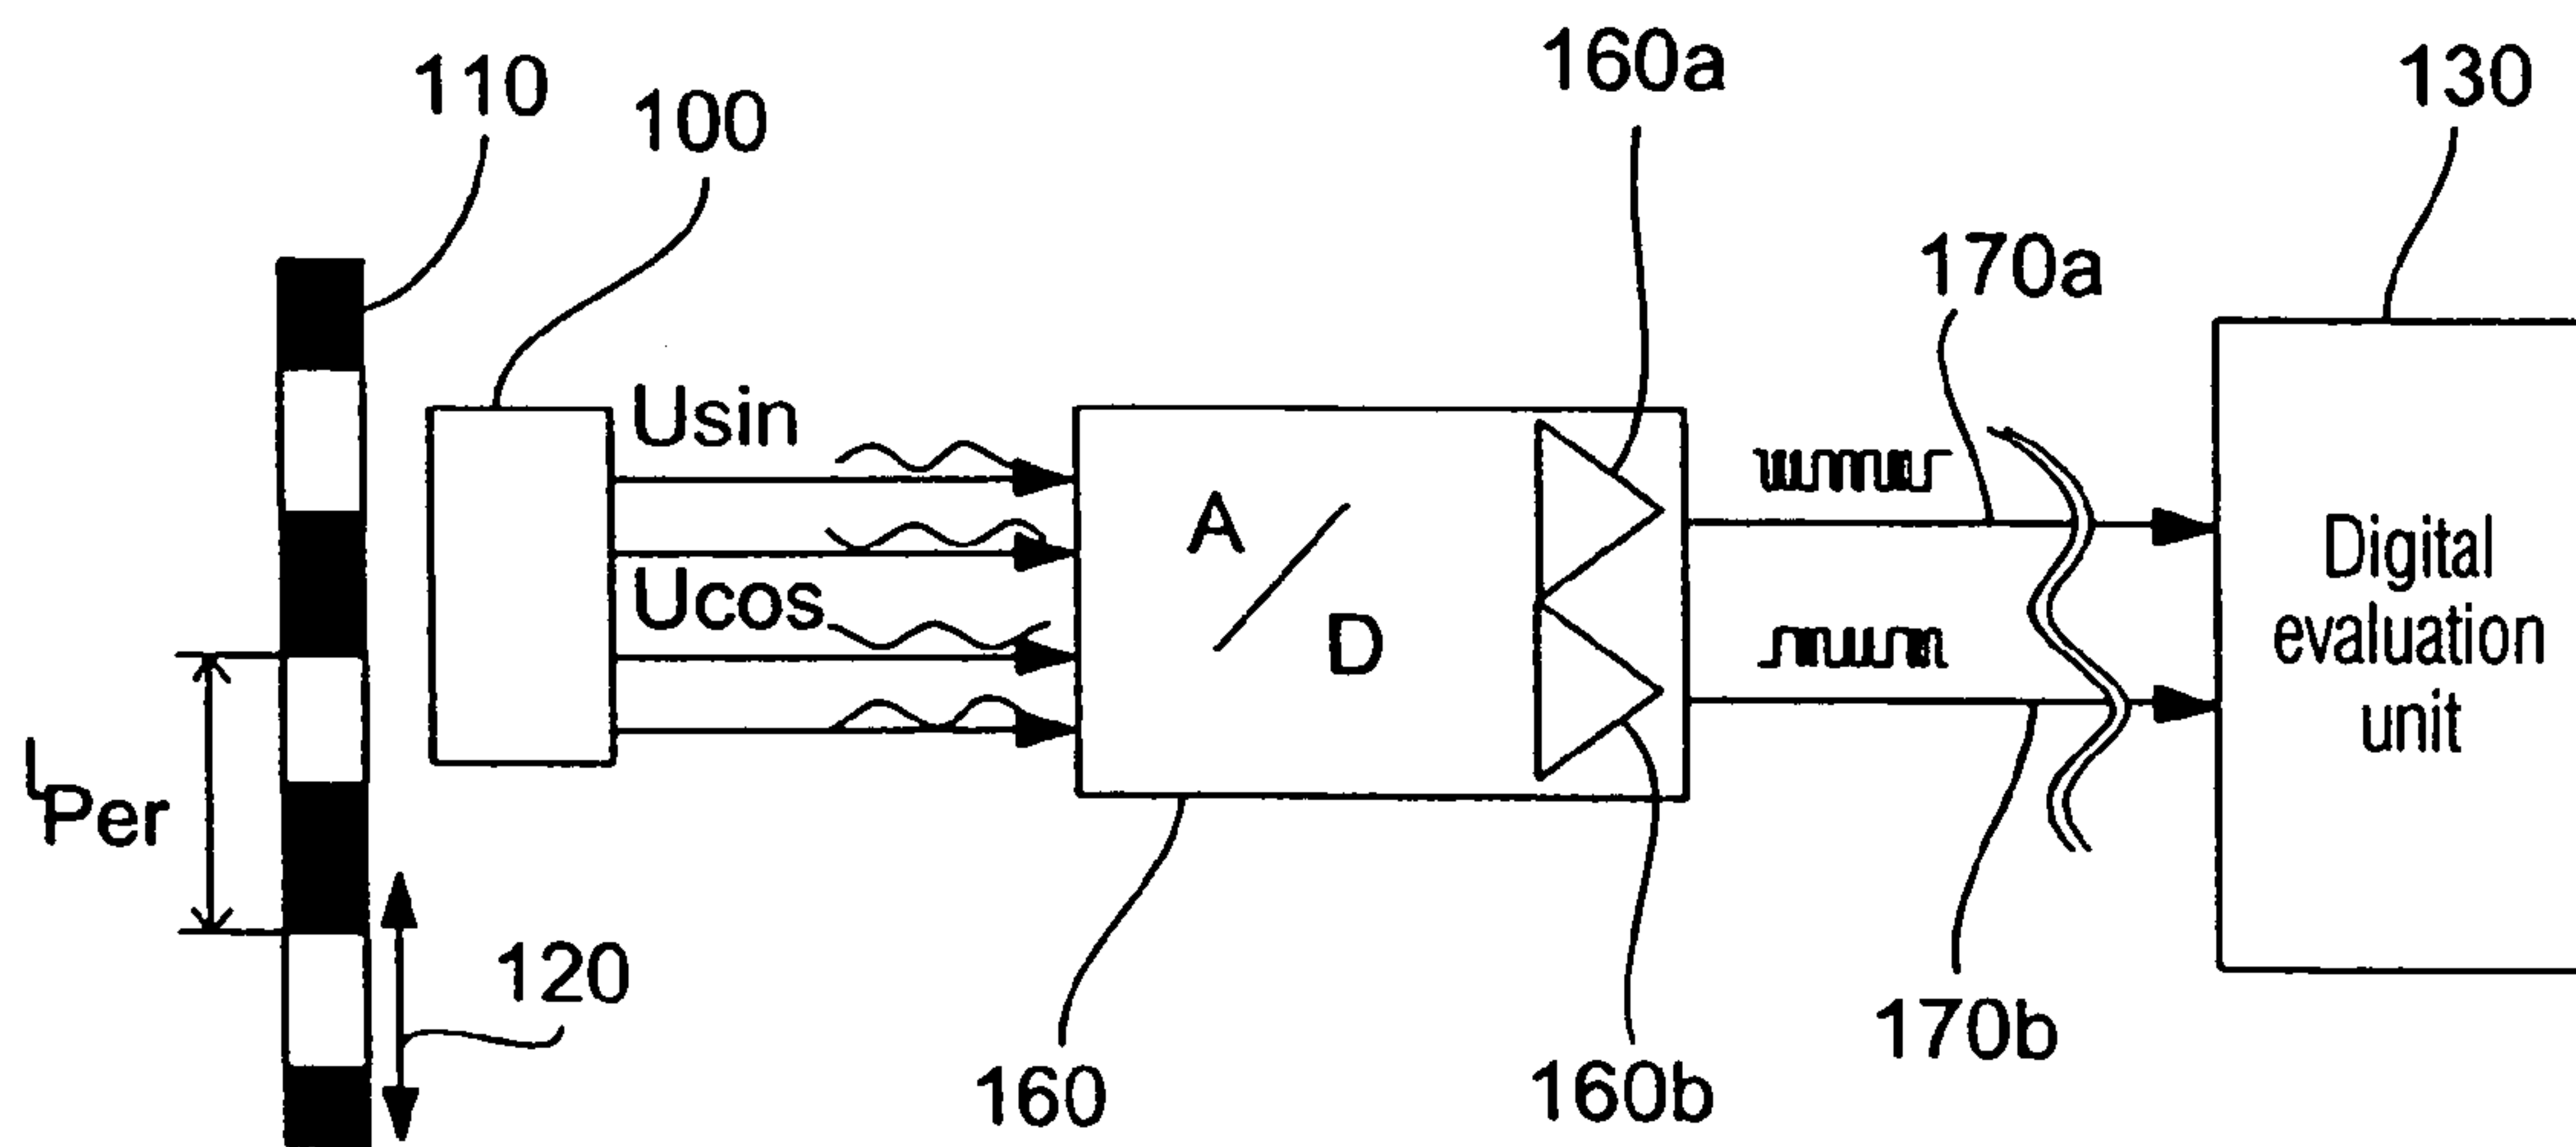 110
100
160a
130
170a
Usin
Ucos
A
/
D
Digital
evaluation
unit
lPer
120
160
160b
170b